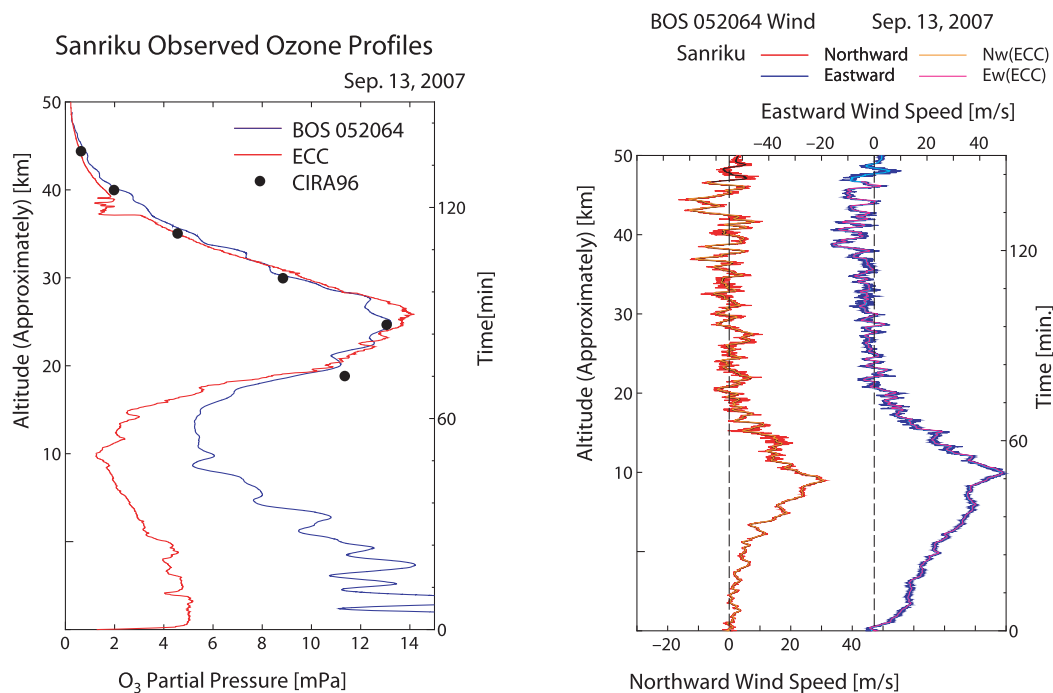 Sanriku Observed Ozone Profiles
Sep. 13, 2007
BOS 052064
ECC
CIRA96
50
40
30
20
10
Altitude (Approximately) [km]
120
60
0
Time[min]
0 2 4 6 8 10 12 14
O3 Partial Pressure [mPa]
BOS 052064 Wind Sep. 13, 2007
Sanriku Northward Nw(ECC)
Eastward Ew(ECC)
Eastward Wind Speed [m/s]
−40 −20 0 20 40
50
40
50
40
30
20
10
Altitude (Approximately) [km]
120
60
0
Time [min.]
−20 0 20 40
Northward Wind Speed [m/s]